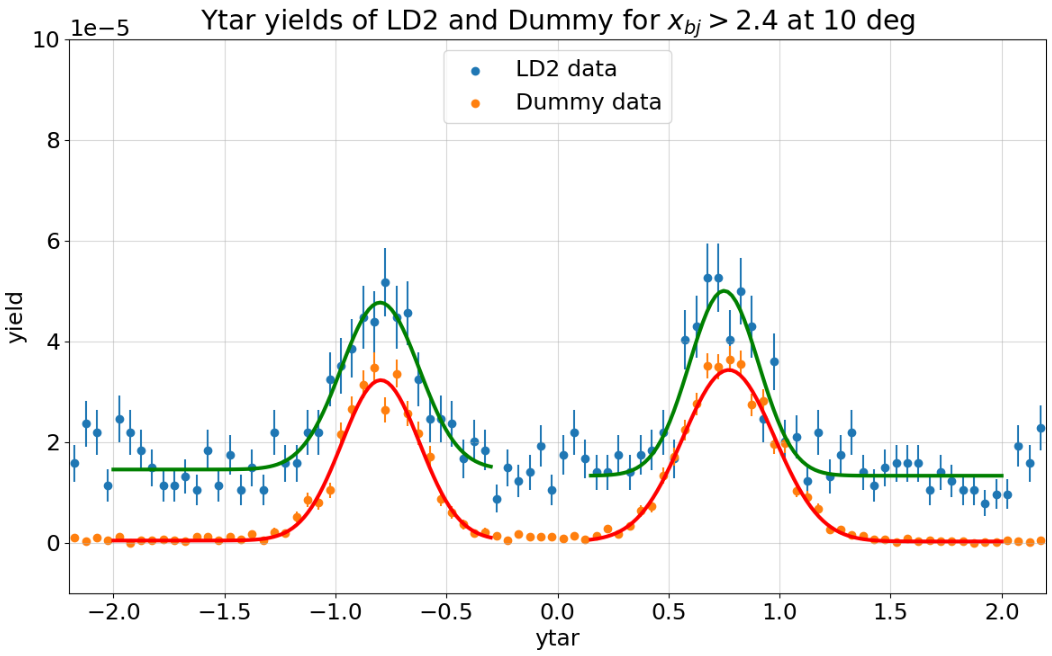 Ytar yields of LD2 and Dummy for $x_{bj} > 2.4$ at 10 deg
1e−5
LD2 data
Dummy data
10
8
6
4
2
0
yield
−2.0 −1.5 −1.0 −0.5 0.0 0.5 1.0 1.5 2.0
ytar